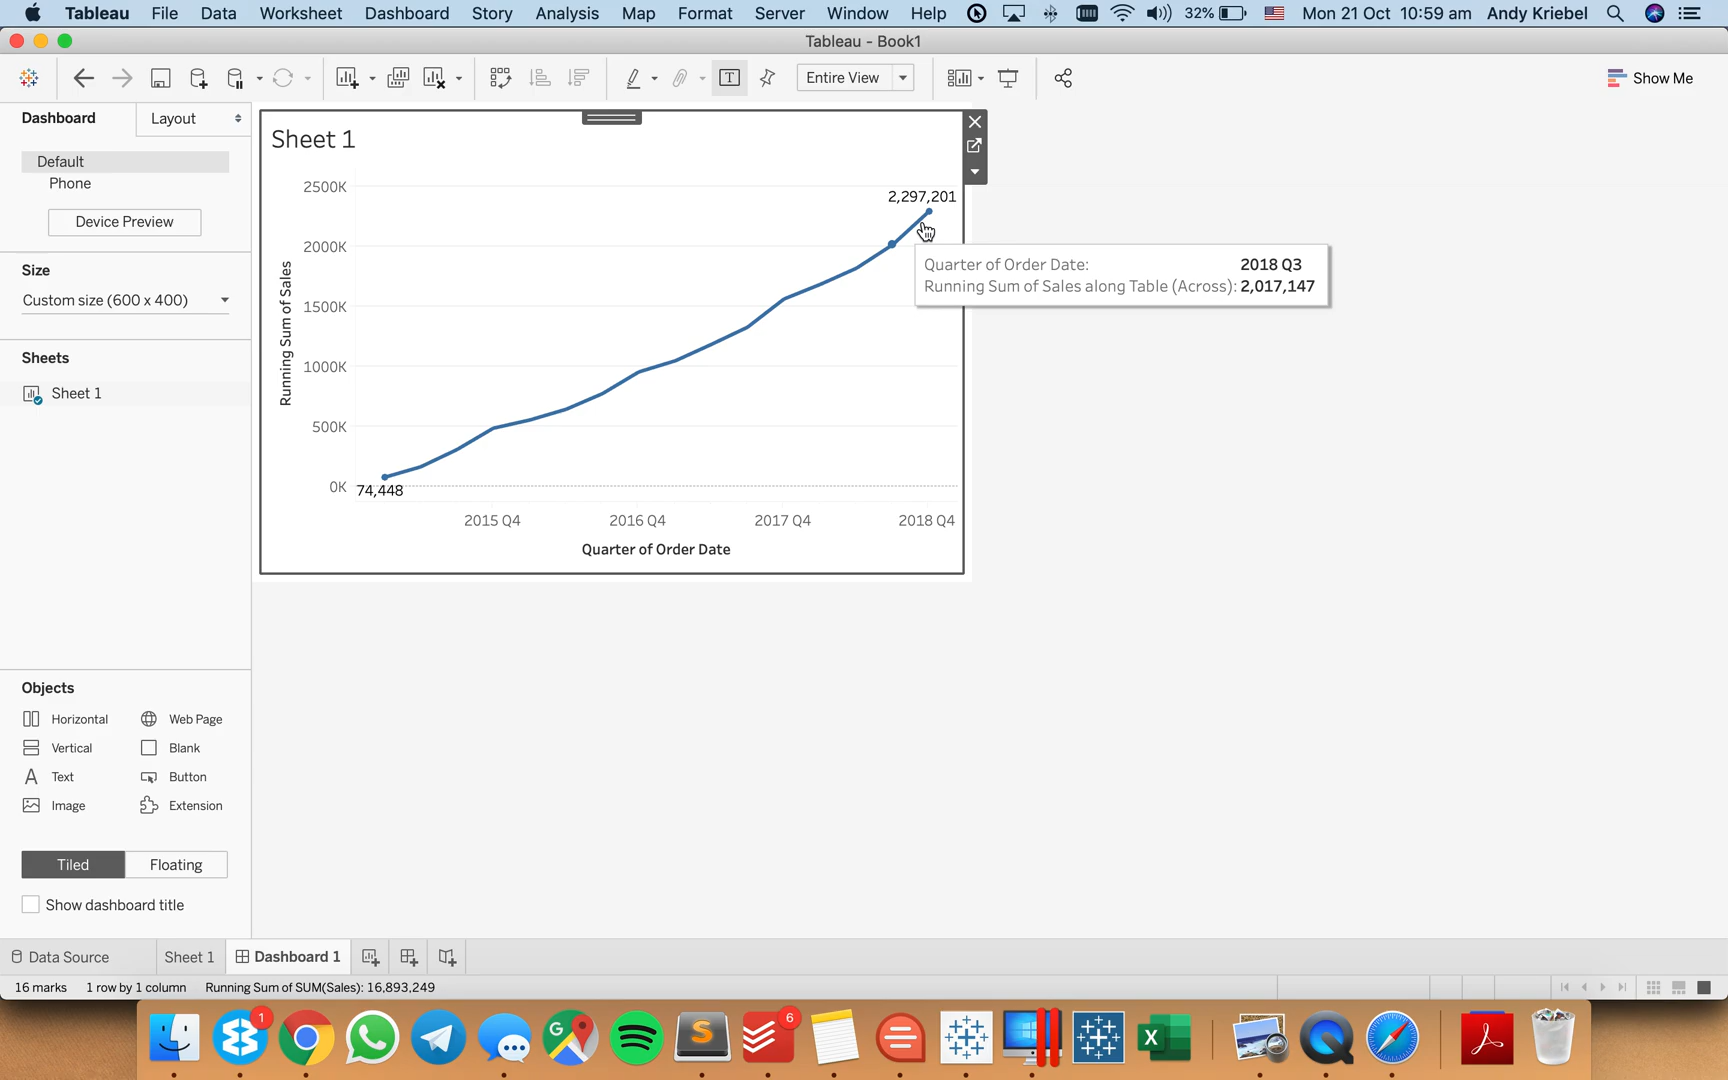 Tableau File Data Worksheet Dashboard Story Analysis Map Format Server Window Help 32% Mon 21 Oct 10:59 am Andy Kriebel
Tableau - Book1
Entire View Show Me
Dashboard Layout
Default
Phone
Device Preview
Size
Custom size (600 x 400)
Sheets
Sheet 1
Objects
Horizontal Web Page
Vertical Blank
Text Button
Image Extension
Tiled Floating
Show dashboard title
Sheet 1
2500K
2000K
1500K
1000K
500K
0K
Running Sum of Sales
2,297,201
74,448
Quarter of Order Date: 2018 Q3
Running Sum of Sales along Table (Across): 2,017,147
2015 Q4 2016 Q4 2017 Q4 2018 Q4
Quarter of Order Date
Data Source Sheet 1 Dashboard 1
16 marks 1 row by 1 column Running Sum of SUM(Sales): 16,893,249
1 6